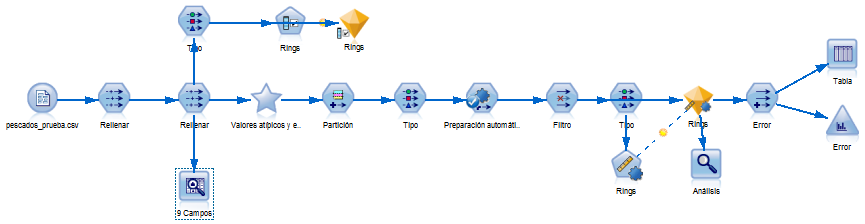 Tipo
Rings
Rings
pescados_prueba.csv
Rellenar
Rellenar
Valores atípicos y e..
Partición
Tipo
Preparación automáti..
Filtro
Tipo
Rings
Error
Tabla
Error
Rings
Análisis
9 Campos